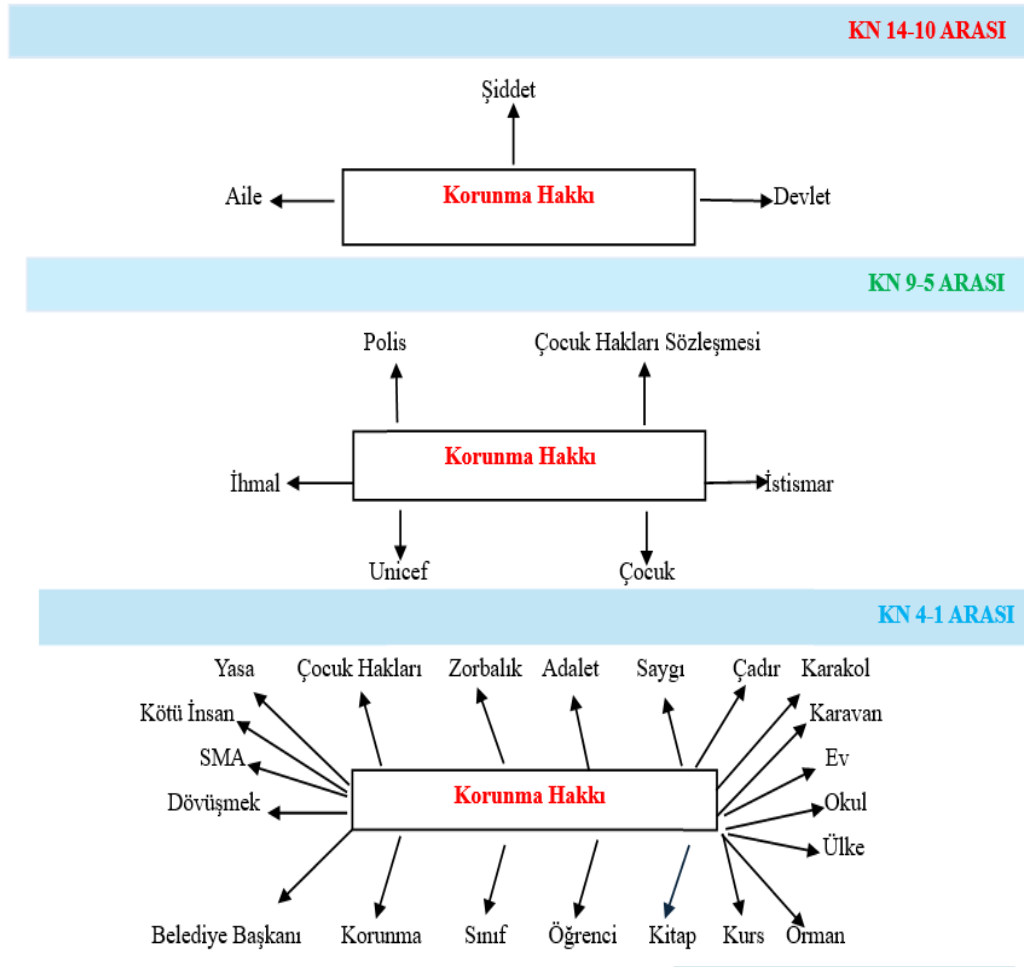 KN 14-10 ARASI
Şiddet
Aile
Korunma Hakkı
Devlet
KN 9-5 ARASI
Polis
Çocuk Hakları Sözleşmesi
Korunma Hakkı
İhmal
İstismar
Unicef
Çocuk
KN 4-1 ARASI
Yasa
Çocuk Hakları
Zorbalık
Adalet
Saygı
Çadır
Karakol
Kötü İnsan
Karavan
SMA
Ev
Korunma Hakkı
Dövüşmek
Okul
Ülke
Belediye Başkanı
Korunma
Sınıf
Öğrenci
Kitap
Kurs
Orman